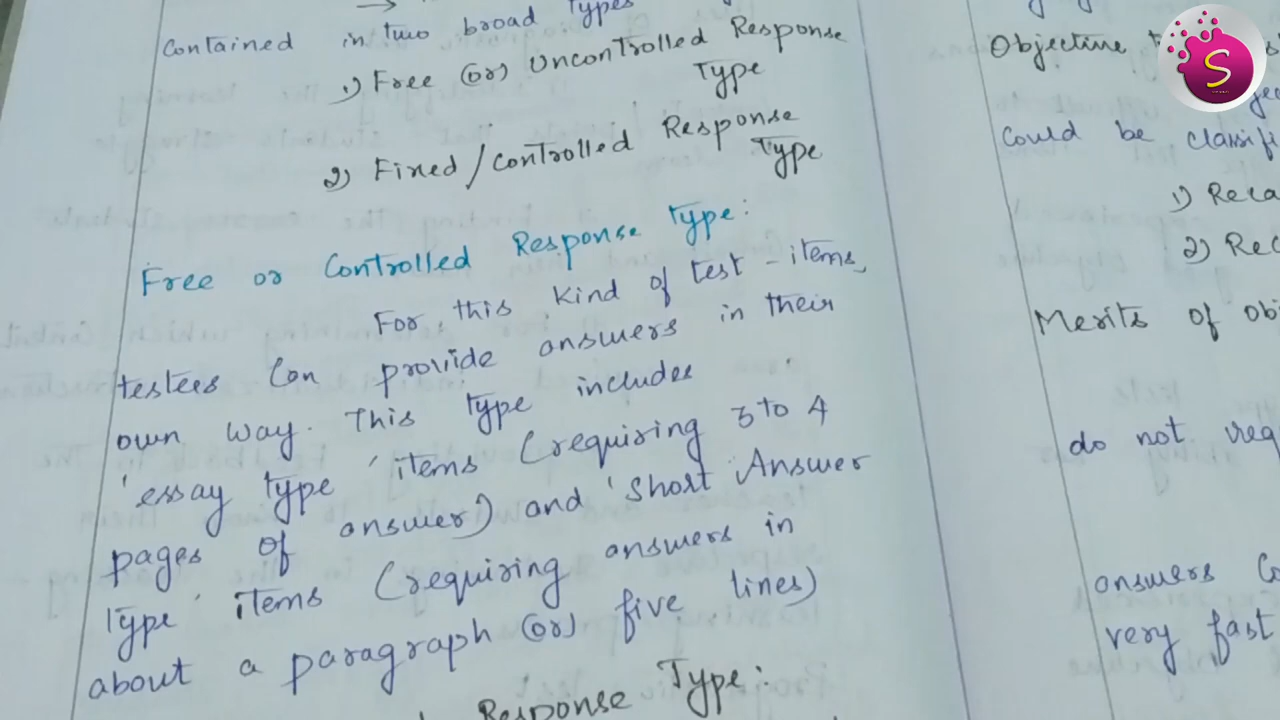 contained in two broad types
1) Free (or) Uncontrolled Response
Type
2) Fixed/controlled Response
Type
Free or Controlled Response Type:
For, this kind of test-items,
testees can provide answers in their
own way. This type includes
'essay type' items (requiring 3 to 4
pages of answer) and 'Short Answer
Type' items (requiring answers in
about a paragraph (or) five lines)
Response Type:
Objective
could be classifi
1) Reca
2) Rec
Merits of obj
do not req
answers
very fast
S